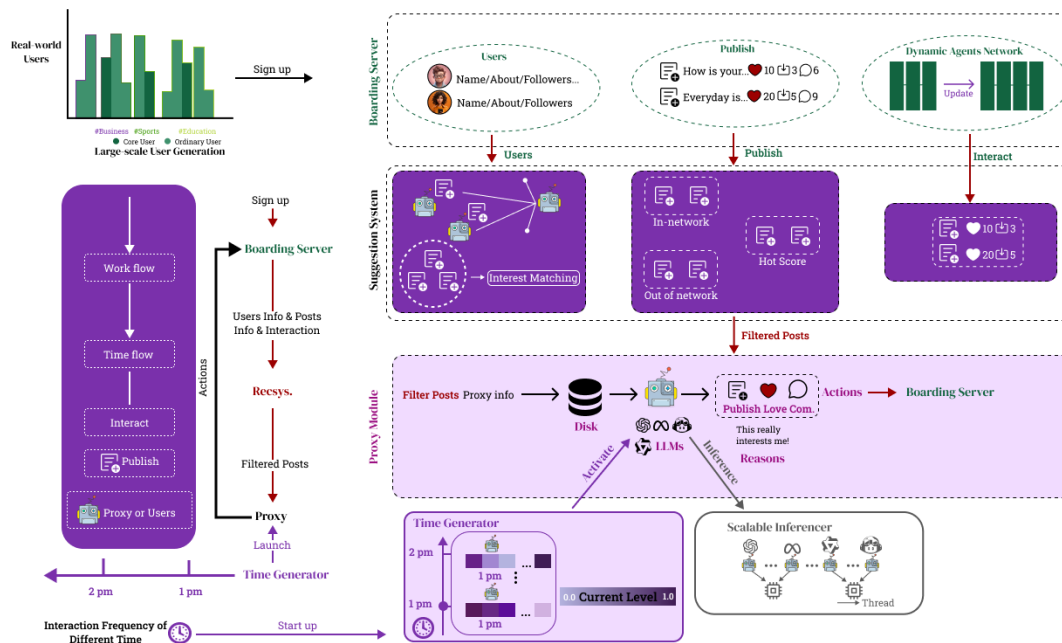 Real-world
Users
Sign up
#Business
#Sports
#Education
Core User
Ordinary User
Large-scale User Generation
Boarding Server
Users
Name/About/Followers...
Name/About/Followers
Publish
How is your...
10
3
6
Everyday is...
20
5
9
Dynamic Agents Network
Update
Users
Publish
Interact
Suggestion System
Interest Matching
In-network
Hot Score
Out of network
10
3
20
5
Filtered Posts
Work flow
Time flow
Interact
Publish
Proxy or Users
Actions
Sign up
Boarding Server
Users Info & Posts
Info & Interaction
Recsys.
Filtered Posts
Proxy
Launch
Time Generator
2 pm
1 pm
Interaction Frequency of
Different Time
Start up
Proxy Module
Filter Posts
Proxy info
Disk
LLMs
Publish Love Com.
Actions
Boarding Server
This really
interests me!
Reasons
Activate
Inference
Time Generator
2 pm
1 pm
1 pm
1 pm
...
...
0.0
Current Level
1.0
Scalable Inferencer
Thread